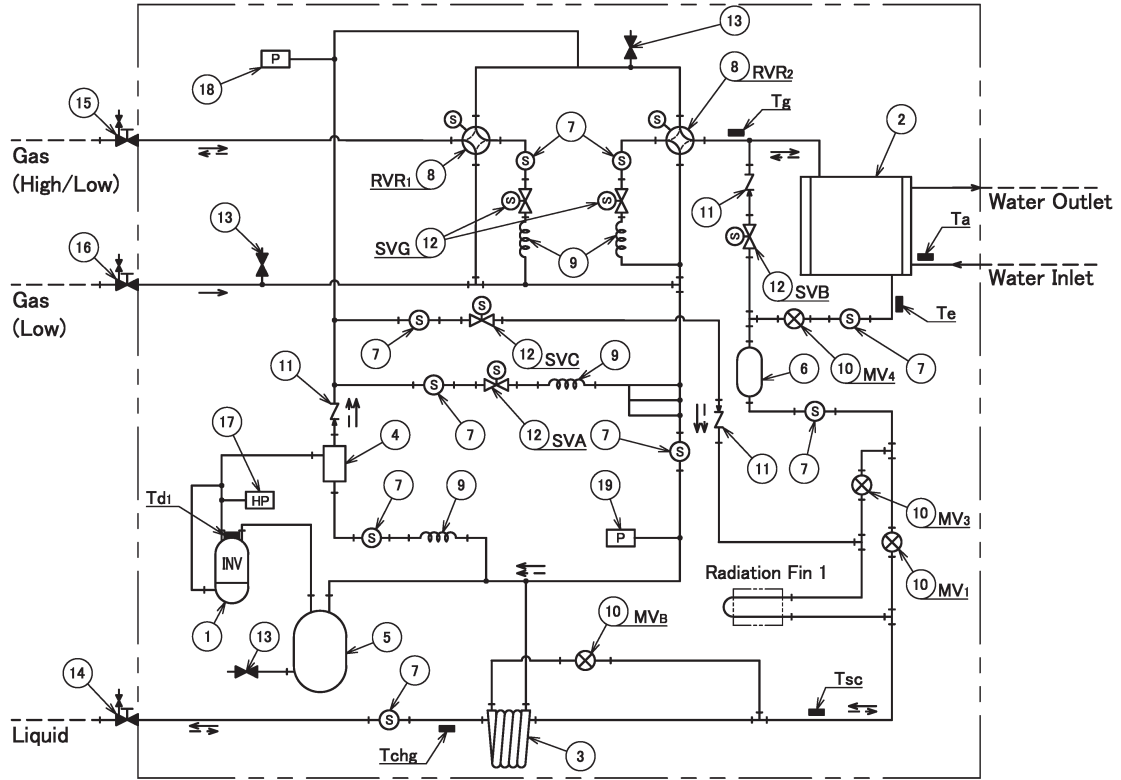 13
P
8 RVR2
18
Tg
15
S
S
2
7
Gas
(High/Low)
S
S
8
RVR1
11
Water Outlet
S
S
13
12
SVG
9
S
Ta
16
12 SVB
Water Inlet
Gas
(Low)
S
Te
S
S
7
12 SVC
9
10 MV4
7
6
11
S
S
S
7
12 SVA
7
S
11
7
17
4
7
9
19
10 MV3
Td1
HP
S
P
INV
Radiation Fin 1
10 MV1
10 MVB
1
13
5
7
14
Tsc
S
Liquid
Tchg
3